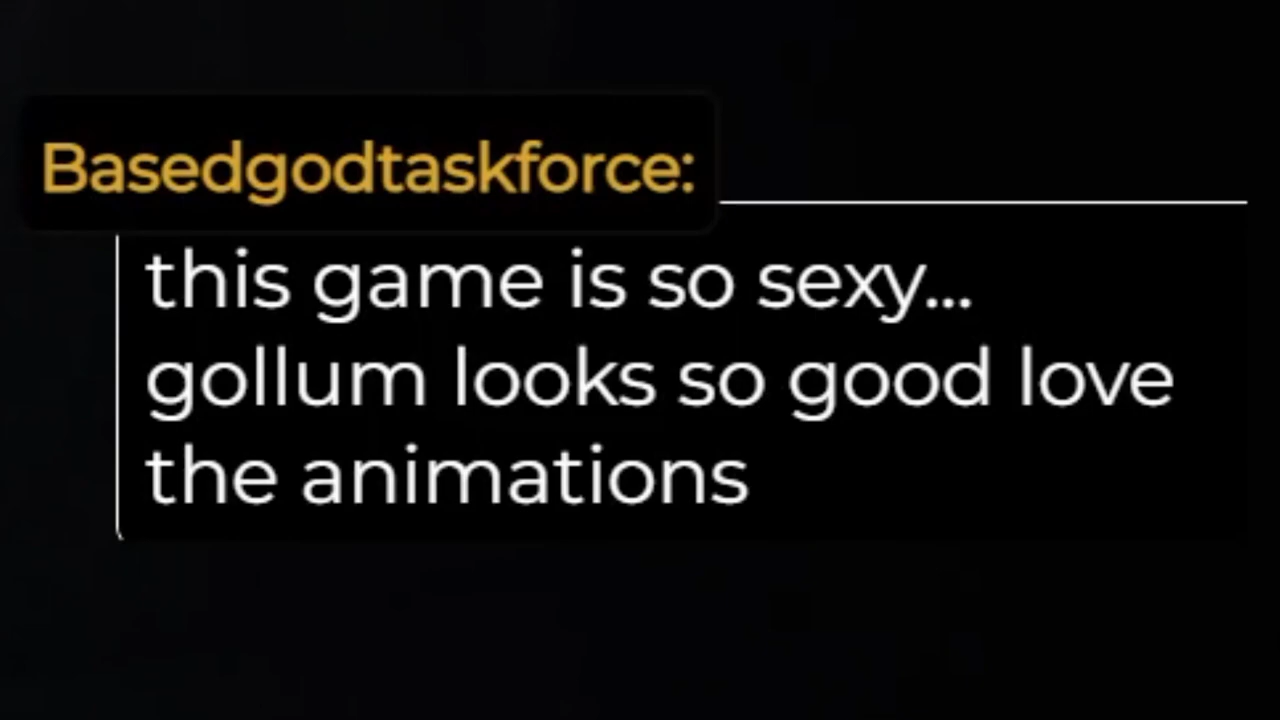 Basedgodtaskforce:
this game is so sexy...
gollum looks so good love
the animations